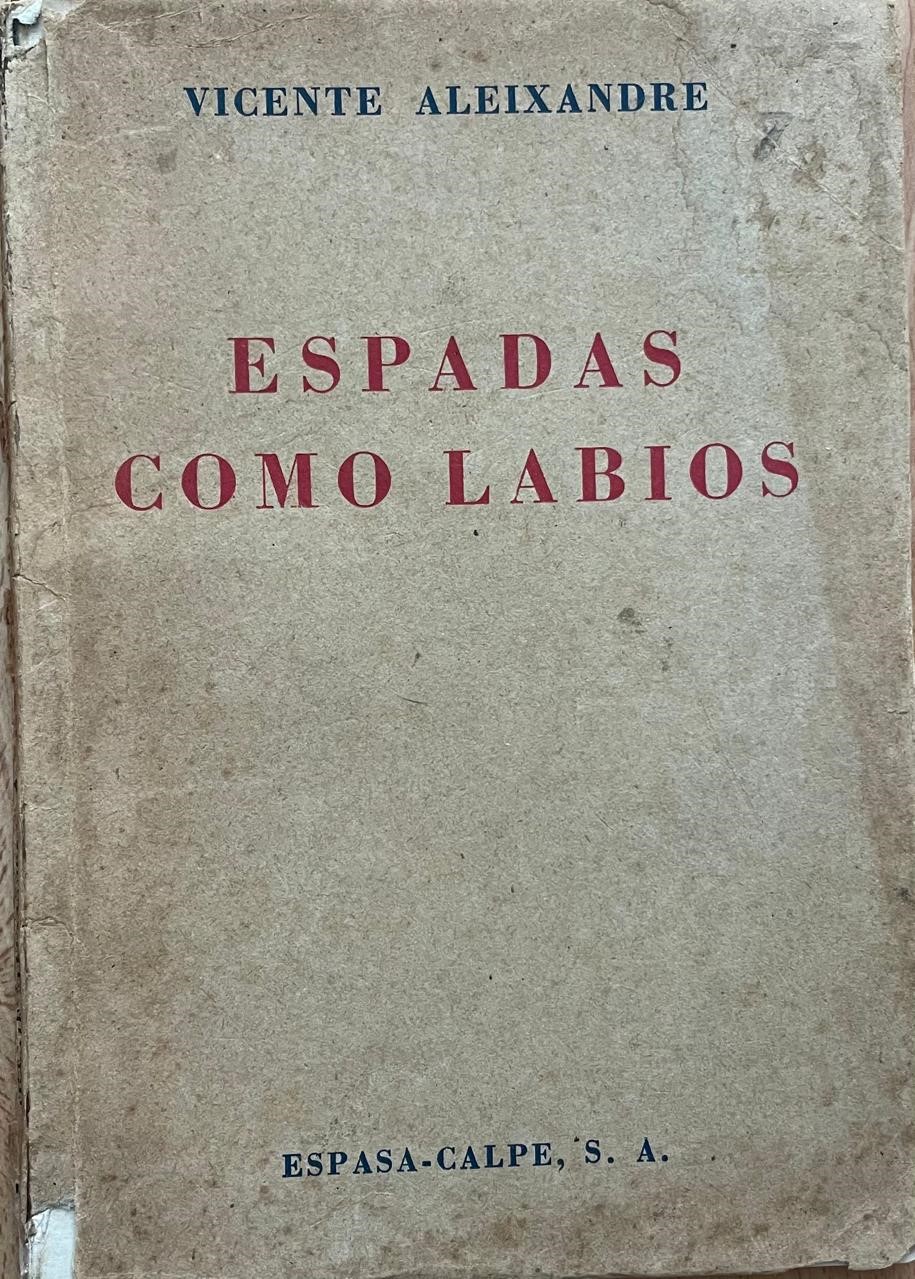 VICENTE ALEIXANDRE
ESPADAS
COMO LABIOS
ESPASA-CALPE, S. A.